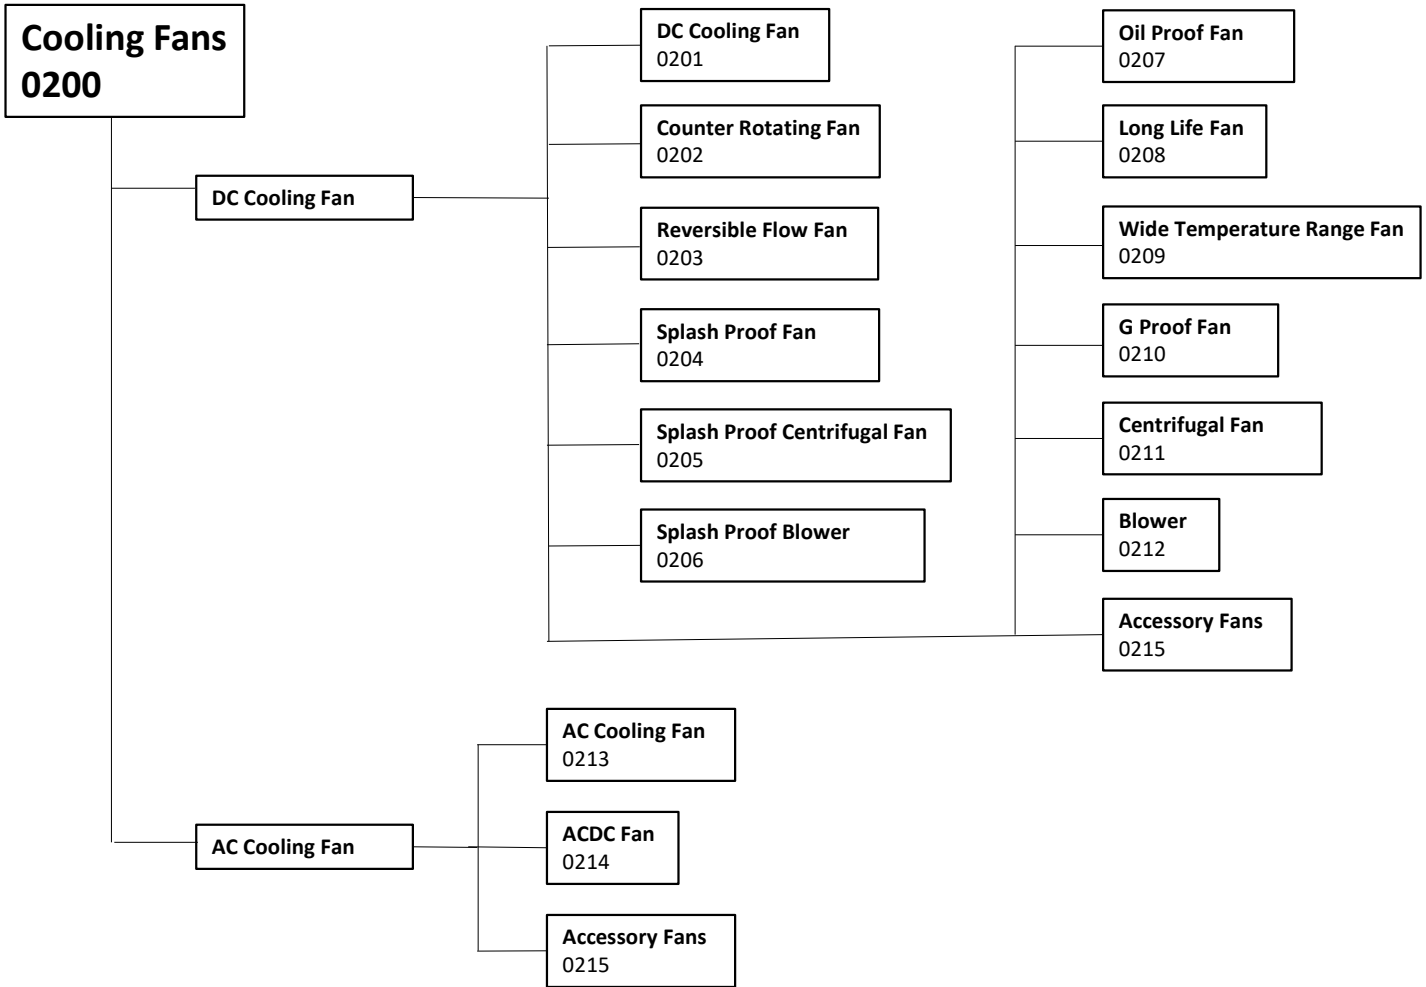 Cooling Fans
0200
DC Cooling Fan
DC Cooling Fan
0201
Counter Rotating Fan
0202
Reversible Flow Fan
0203
Splash Proof Fan
0204
Splash Proof Centrifugal Fan
0205
Splash Proof Blower
0206
Oil Proof Fan
0207
Long Life Fan
0208
Wide Temperature Range Fan
0209
G Proof Fan
0210
Centrifugal Fan
0211
Blower
0212
Accessory Fans
0215
AC Cooling Fan
AC Cooling Fan
0213
ACDC Fan
0214
Accessory Fans
0215